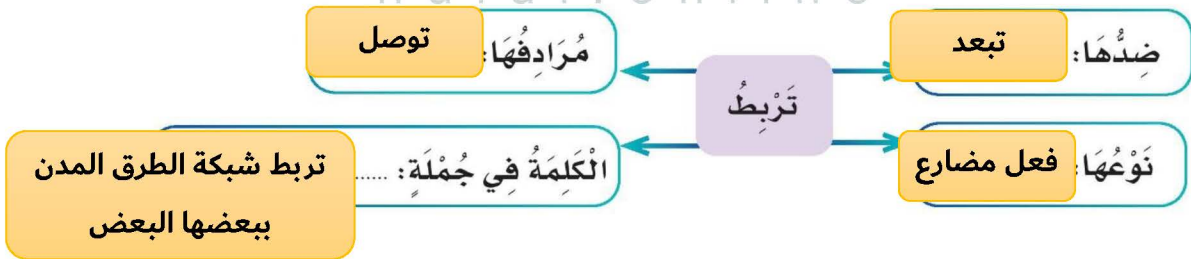 ضِدُّهَا: تبعد
مُرَادِفُهَا: توصل
تَرْبِطُ
نَوْعُهَا: فعل مضارع
الْكَلِمَةُ فِي جُمْلَةٍ: ...... تربط شبكة الطرق المدن
ببعضها البعض